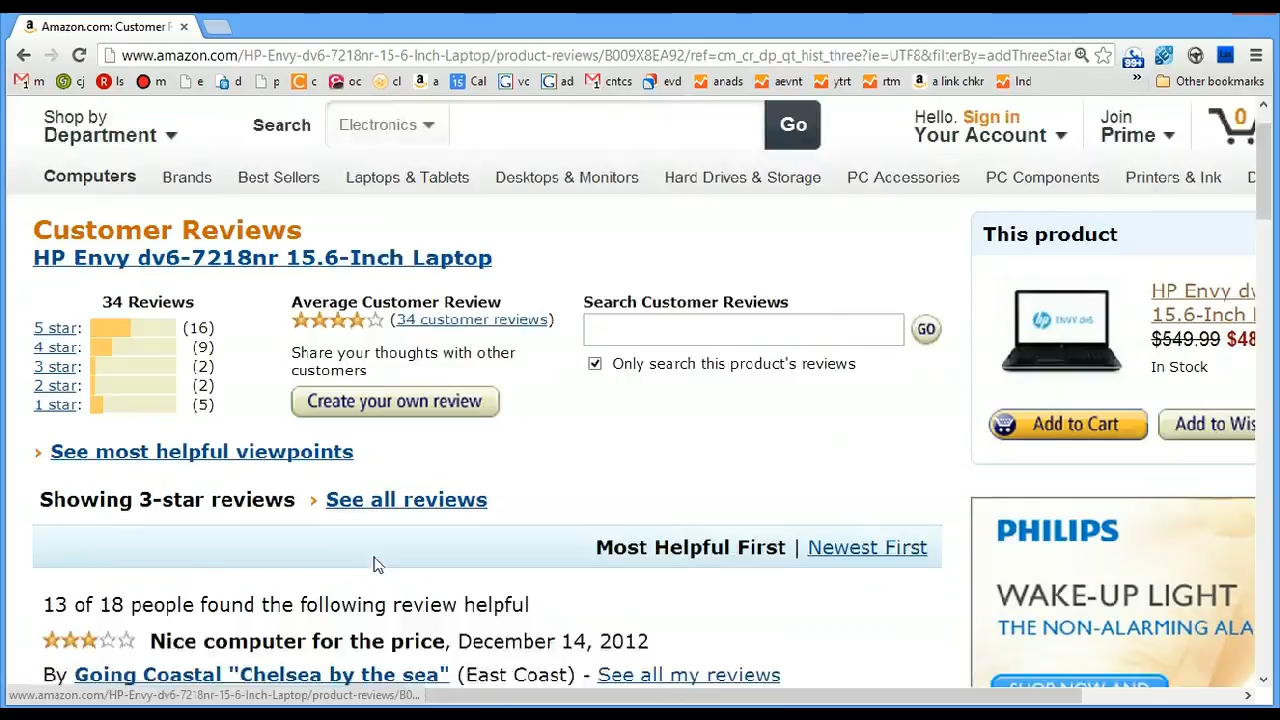 Amazon.com: Customer R
www.amazon.com/HP-Envy-dv6-7218nr-15-6-Inch-Laptop/product-reviews/B009X8EA92/ref=cm_cr_dp_qt_hist_three?ie=UTF8&filterBy=addThreeStar
99+
m cj ls m e d p c oc cl a Cal vc ad cntcs evd anads aevnt ytrt rtm a link chkr lnd » Other bookmarks
Shop by
Department
Search Electronics Go
Hello. Sign in
Your Account
Join
Prime
0
Computers Brands Best Sellers Laptops & Tablets Desktops & Monitors Hard Drives & Storage PC Accessories PC Components Printers & Ink D
Customer Reviews
HP Envy dv6-7218nr 15.6-Inch Laptop
34 Reviews
5 star: (16)
4 star: (9)
3 star: (2)
2 star: (2)
1 star: (5)
Average Customer Review
(34 customer reviews)
Share your thoughts with other
customers
Create your own review
Search Customer Reviews
GO
Only search this product's reviews
This product
HP Envy dv
15.6-Inch
$549.99 $48
In Stock
Add to Cart Add to Wis
› See most helpful viewpoints
Showing 3-star reviews › See all reviews
Most Helpful First | Newest First
13 of 18 people found the following review helpful
Nice computer for the price, December 14, 2012
By Going Coastal "Chelsea by the sea" (East Coast) - See all my reviews
PHILIPS
WAKE-UP LIGHT
THE NON-ALARMING ALA
SHOP NOW AND
www.amazon.com/HP-Envy-dv6-7218nr-15-6-Inch-Laptop/product-reviews/B0...